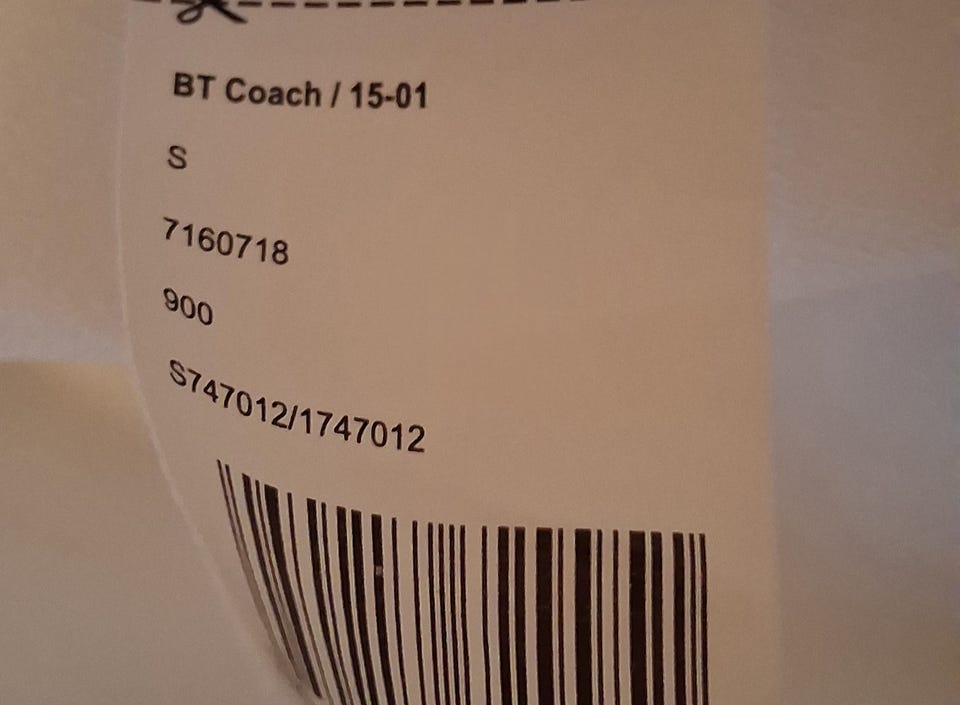 BT Coach / 15-01
S
7160718
900
S747012/1747012